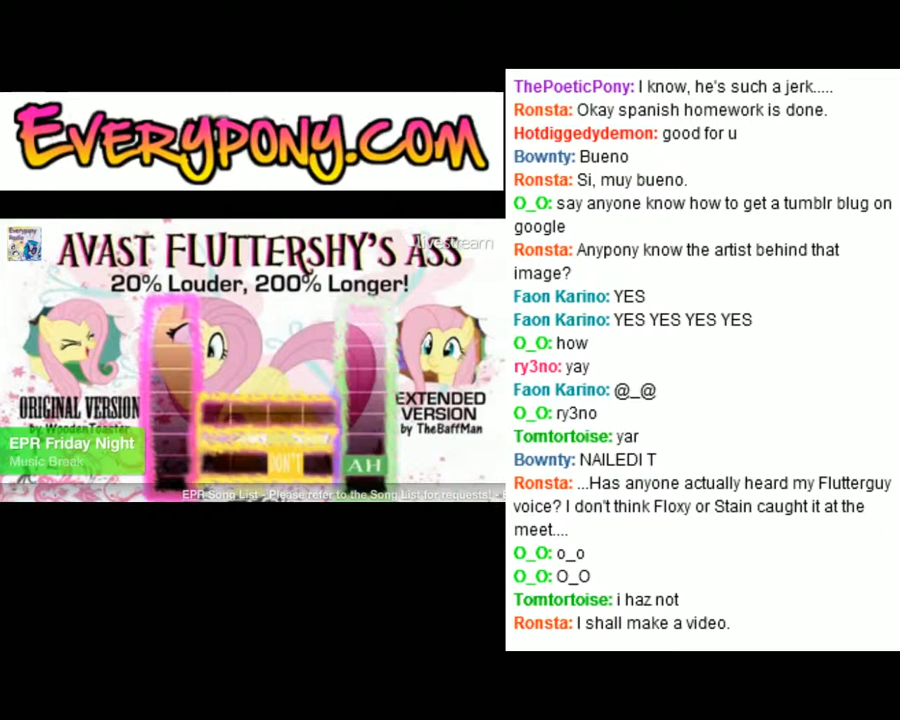 EVERYPONY.COM
Everypony
Radio
Livestream
AVAST FLUTTERSHY'S ASS
20% Louder, 200% Longer!
ORIGINAL VERSION
by WoodenToaster
EXTENDED
VERSION
by TheBaffMan
DON'T
AH
EPR Friday Night
Music Break
EPR Song List - Please refer to the Song List for requests! •
ThePoeticPony: I know, he's such a jerk.....
Ronsta: Okay spanish homework is done.
Hotdiggedydemon: good for u
Bownty: Bueno
Ronsta: Si, muy bueno.
O_O: say anyone know how to get a tumblr blug on
google
Ronsta: Anypony know the artist behind that
image?
Faon Karino: YES
Faon Karino: YES YES YES YES
O_O: how
ry3no: yay
Faon Karino: @_@
O_O: ry3no
Tomtortoise: yar
Bownty: NAILEDI T
Ronsta: ...Has anyone actually heard my Flutterguy
voice? I don't think Floxy or Stain caught it at the
meet....
O_O: o_o
O_O: O_O
Tomtortoise: i haz not
Ronsta: I shall make a video.